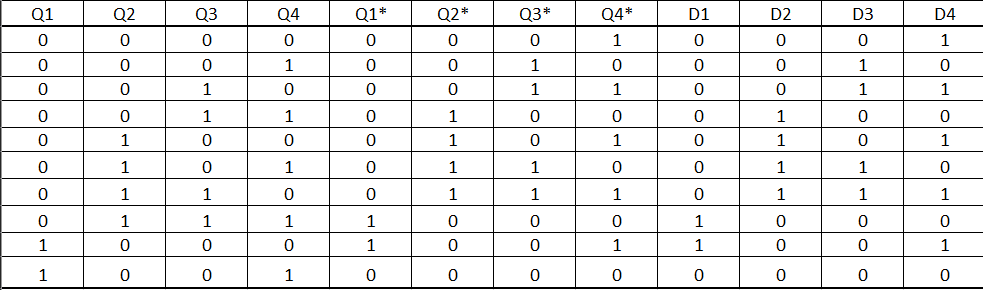 Q1 Q2 Q3 Q4 Q1* Q2* Q3* Q4* D1 D2 D3 D4
0 0 0 0 0 0 0 1 0 0 0 1
0 0 0 1 0 0 1 0 0 0 1 0
0 0 1 0 0 0 1 1 0 0 1 1
0 0 1 1 0 1 0 0 0 1 0 0
0 1 0 0 0 1 0 1 0 1 0 1
0 1 0 1 0 1 1 0 0 1 1 0
0 1 1 0 0 1 1 1 0 1 1 1
0 1 1 1 1 0 0 0 1 0 0 0
1 0 0 0 1 0 0 1 1 0 0 1
1 0 0 1 0 0 0 0 0 0 0 0